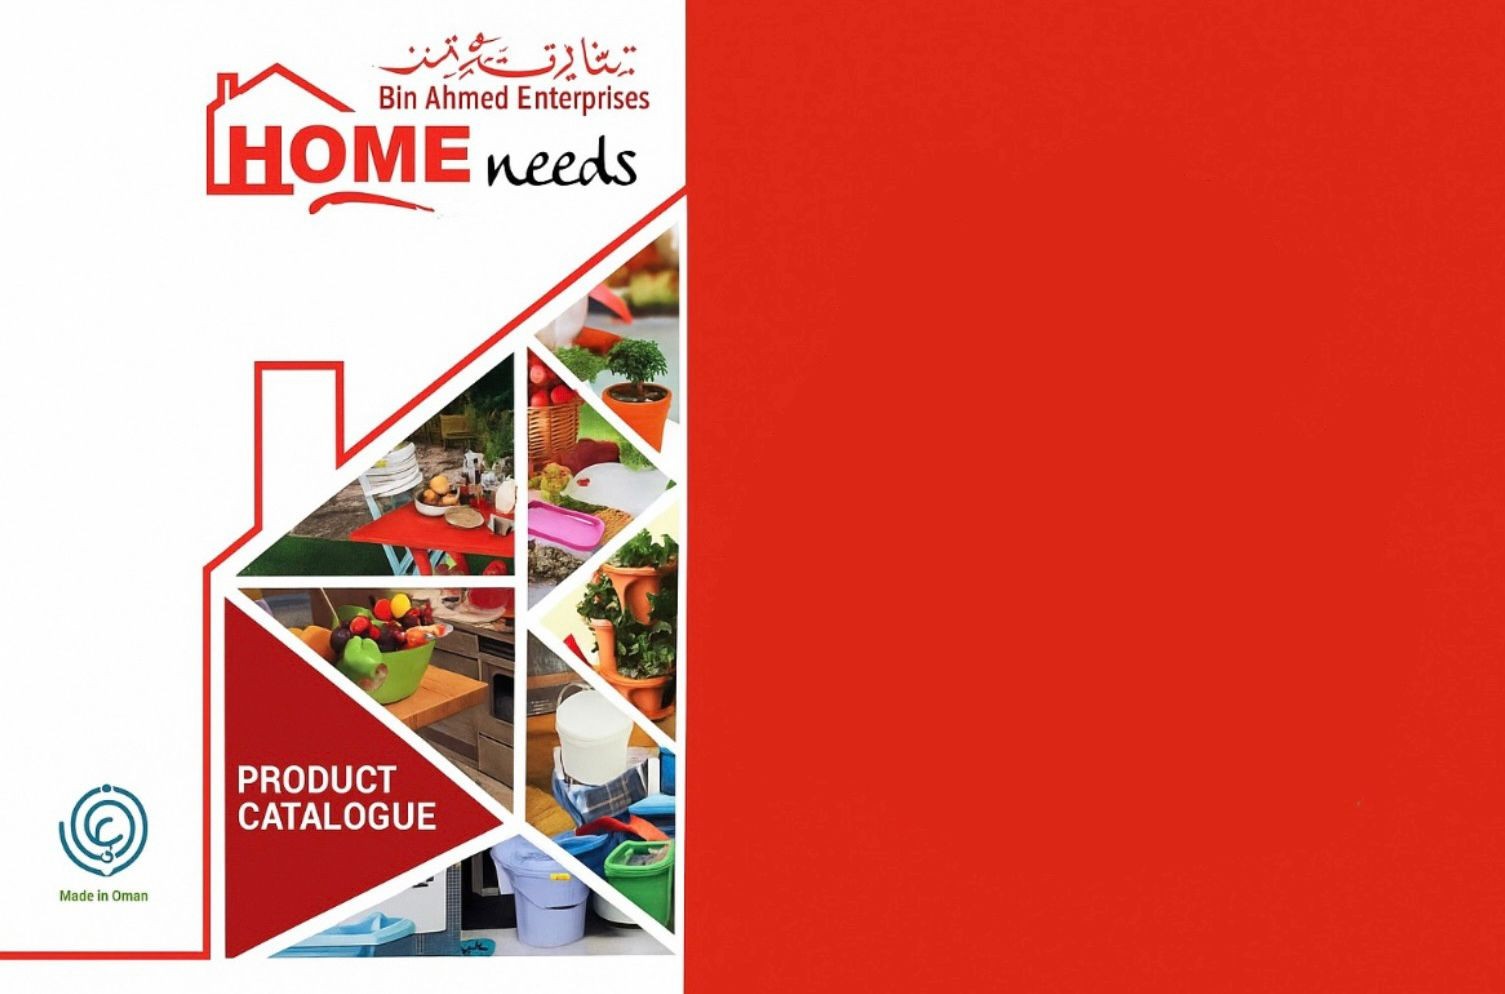 Bin Ahmed Enterprises
HOME needs
PRODUCT
CATALOGUE
Made in Oman